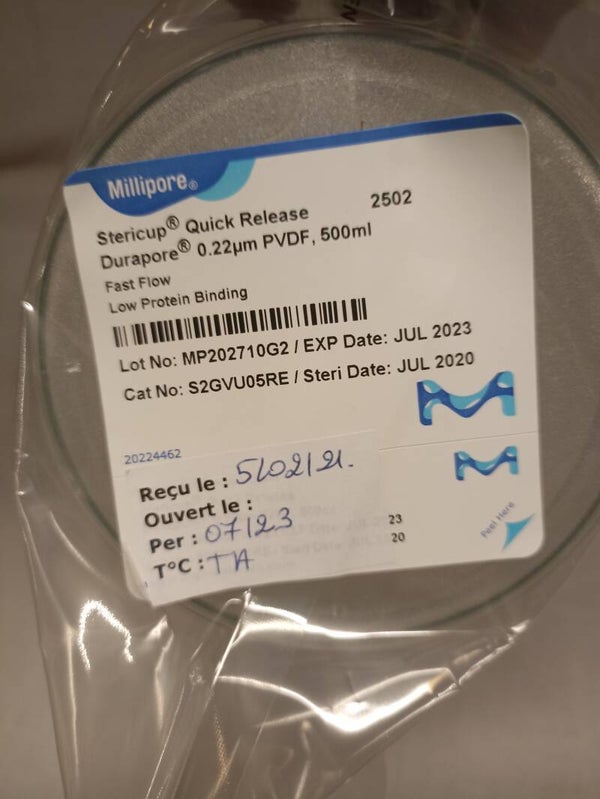 Millipore®
Stericup® Quick Release 2502
Durapore® 0.22µm PVDF, 500ml
Fast Flow
Low Protein Binding
Lot No: MP202710G2 / EXP Date: JUL 2023
Cat No: S2GVU05RE / Steri Date: JUL 2020
20224462
Reçu le : 5/02/21.
Ouvert le :
Per : 07/23
T°C : TA
23
20
Peel Here